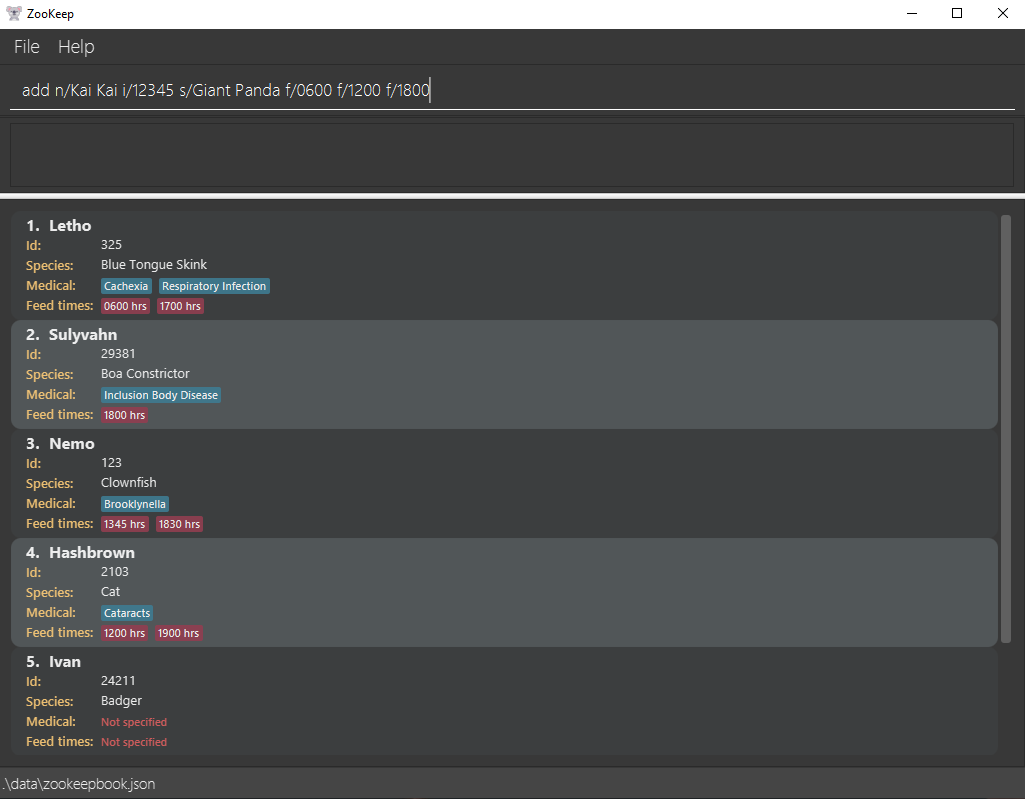 ZooKeep
File Help
add n/Kai Kai i/12345 s/Giant Panda f/0600 f/1200 f/1800
1. Letho
Id: 325
Species: Blue Tongue Skink
Medical: Cachexia Respiratory Infection
Feed times: 0600 hrs 1700 hrs
2. Sulyvahn
Id: 29381
Species: Boa Constrictor
Medical: Inclusion Body Disease
Feed times: 1800 hrs
3. Nemo
Id: 123
Species: Clownfish
Medical: Brooklynella
Feed times: 1345 hrs 1830 hrs
4. Hashbrown
Id: 2103
Species: Cat
Medical: Cataracts
Feed times: 1200 hrs 1900 hrs
5. Ivan
Id: 24211
Species: Badger
Medical: Not specified
Feed times: Not specified
.\data\zookeepbook.json